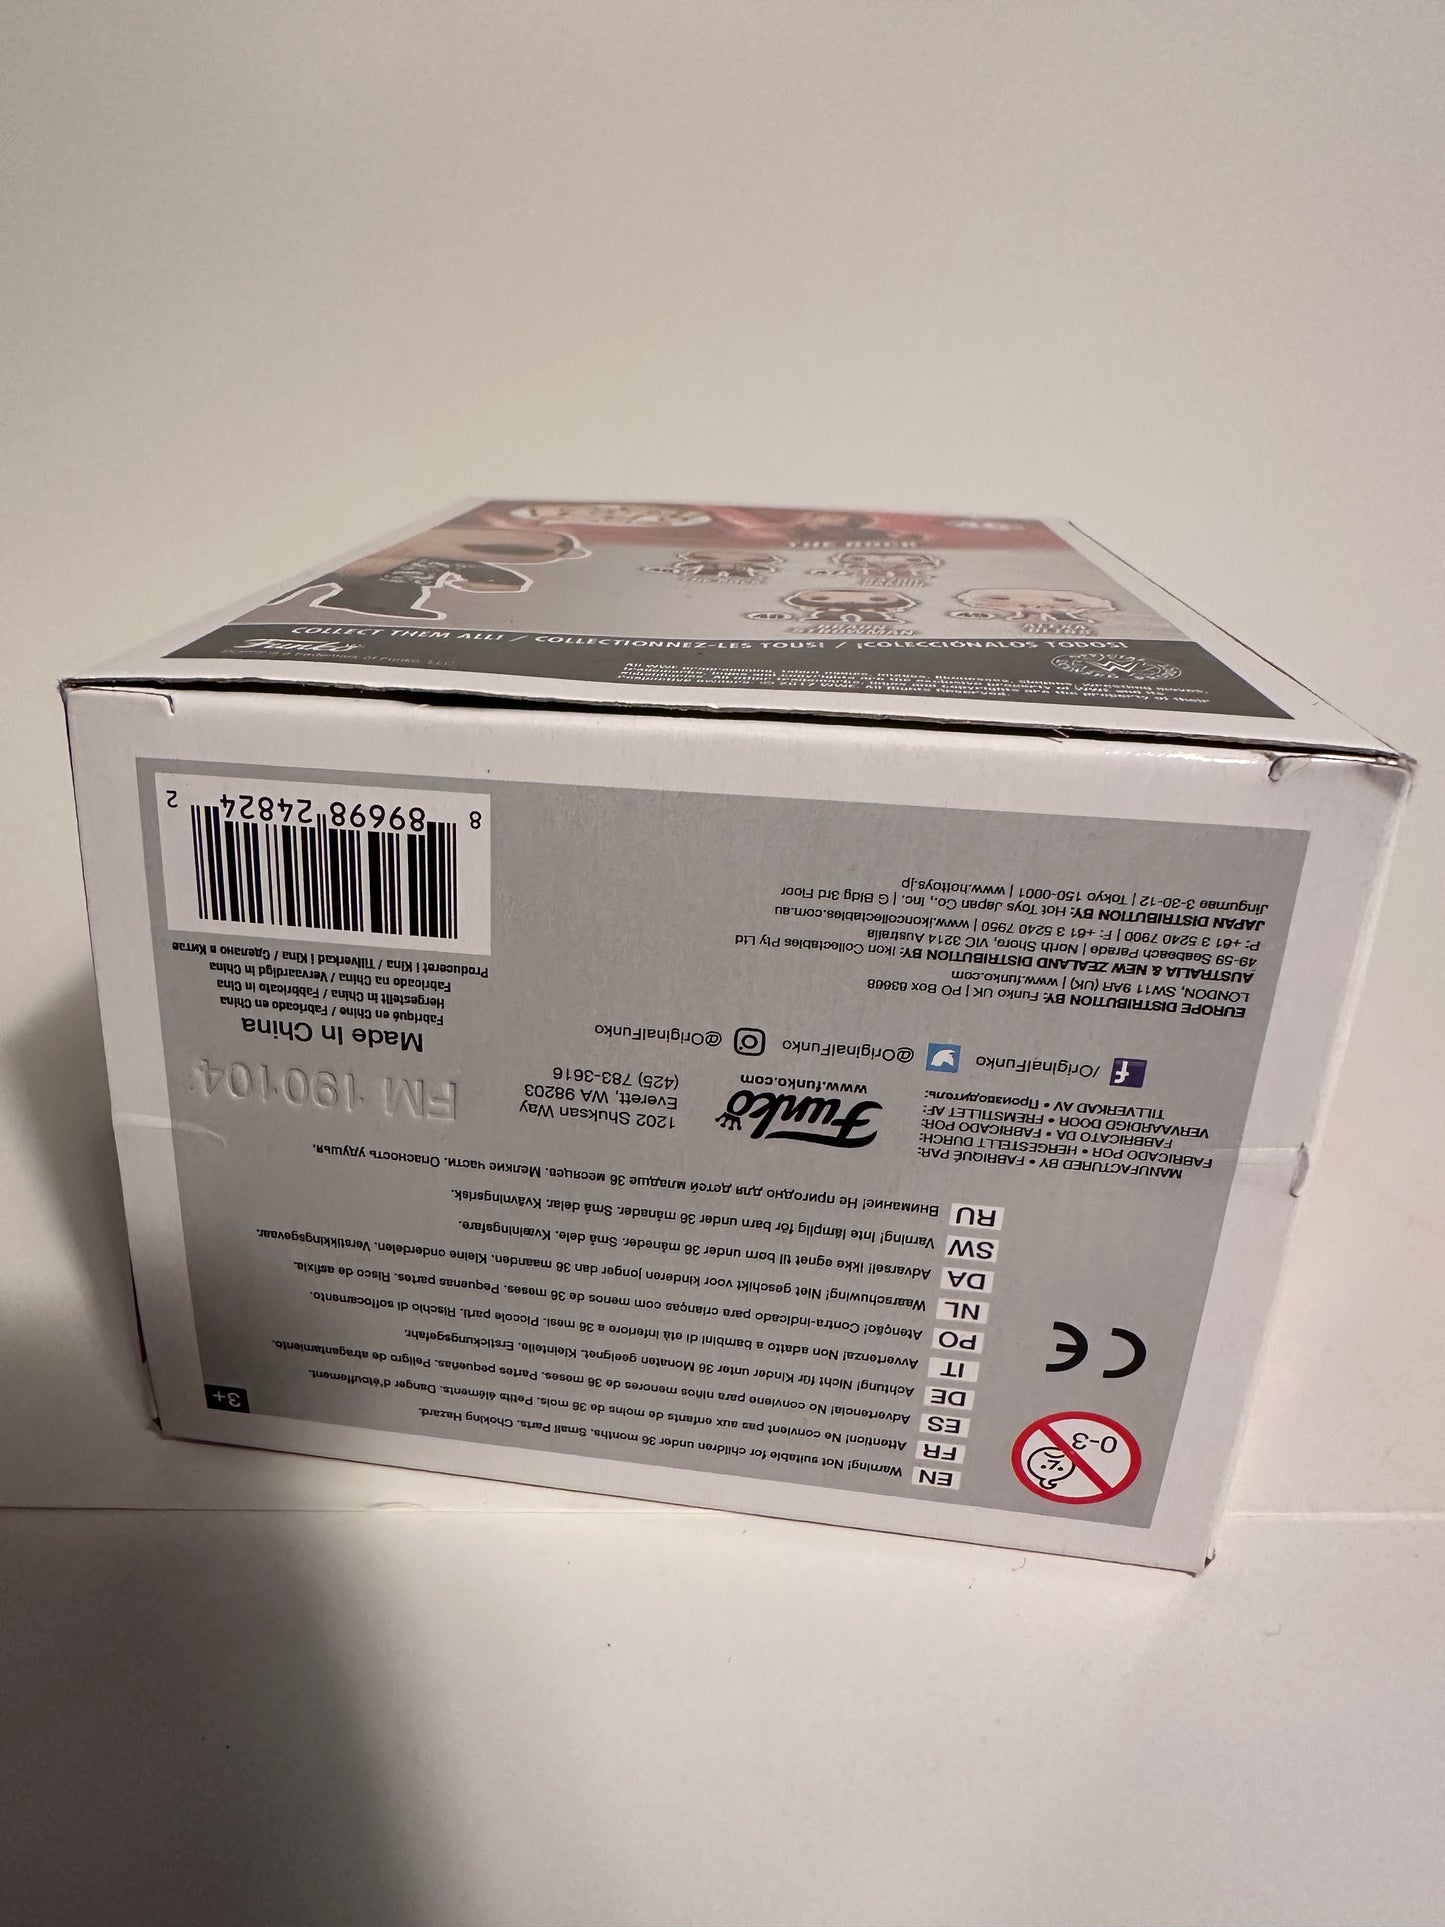 EN Warning! Not suitable for children under 36 months. Small Parts. Choking Hazard.
FR Attention! Ne convient pas aux enfants de moins de 36 mois. Petits éléments. Danger d'étouffement.
ES Advertencia! No conviene para niños menores de 36 meses. Partes pequeñas. Peligro de atragantamiento.
DE Achtung! Nicht für Kinder unter 36 Monaten geeignet. Kleinteile. Erstickungsgefahr.
IT Avvertenza! Non adatto a bambini di età inferiore a 36 mesi. Piccole parti. Rischio di soffocamento.
PO Atenção! Contra-indicado para crianças com menos de 36 meses. Pequenas partes. Risco de asfixia.
NL Waarschuwing! Niet geschikt voor kinderen jonger dan 36 maanden. Kleine onderdelen. Verstikkingsgevaar.
DA Advarsel! Ikke egnet til born under 36 måneder. Små dele. Kvælningsfare.
SW Varning! Inte lämplig för barn under 36 månader. Små delar. Kvävningsrisk.
RU Внимание! Не пригодно для детей младше 36 месяцев. Мелкие части. Опасность удушья.
0-3
3+
CE
MANUFACTURED BY • FABRIQUÉ PAR:
FABRICADO POR • HERGESTELLT DURCH:
FABBRICATO DA • FABRICADO POR:
VERVAARDIGD DOOR • FREMSTILLET AF:
TILLVERKAD AV • Производитель:
Funko
www.funko.com
1202 Shuksan Way
Everett, WA 98203
(425) 783-3616
FM 190104
/OriginalFunko
@OriginalFunko
@OriginalFunko
EUROPE DISTRIBUTION BY: Funko UK | PO Box 63668
LONDON, SW11 9AR (UK) | www.funko.com
AUSTRALIA & NEW ZEALAND DISTRIBUTION BY: Ikon Collectables Pty Ltd
49-59 Seabeach Parade | North Shore, VIC 3214 Australia
P: +61 3 5240 7900 | F: +61 3 5240 7950 | www.ikoncollectables.com.au
JAPAN DISTRIBUTION BY: Hot Toys Japan Co., Inc. | G Bldg 3rd Floor
Jingumae 3-30-12 | Tokyo 150-0001 | www.hottoys.jp
Made In China
Fabriqué en Chine / Fabricado en China
Hergestellt in China / Fabbricato in Cina
Fabricado na China / Vervaardigd in China
Produceret i Kina / Tillverkad i Kina / Сделано в Китае
8 89698 24824 2
THE ROCK
46
48
49
BRAUN
STROWMAN
COLLECT THEM ALL! / COLLECTIONNEZ-LES TOUS! / ¡COLECCIÓNALOS TODOS!
Funko